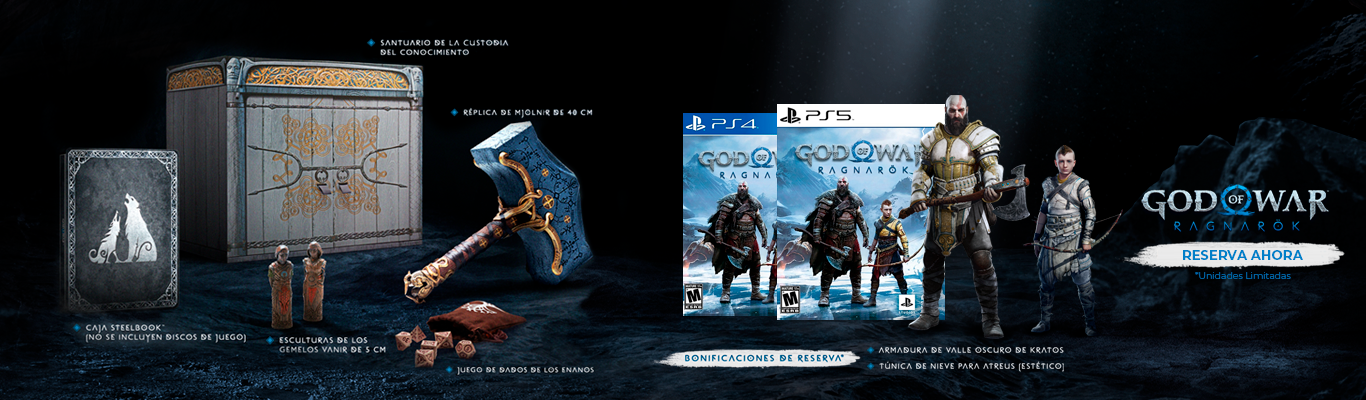 SANTUARIO DE LA CUSTODIA
DEL CONOCIMIENTO
RÉPLICA DE MJÖLNIR DE 40 CM
CAJA STEELBOOK®
(NO SE INCLUYEN DISCOS DE JUEGO)
ESCULTURAS DE LOS
GEMELOS VANIR DE 5 CM
JUEGO DE DADOS DE LOS ENANOS
PS4
GOD OF WAR
RAGNARÖK
M
ESRB
PS5
GOD OF WAR
RAGNARÖK
M
ESRB
BONIFICACIONES DE RESERVA*
ARMADURA DE VALLE OSCURO DE KRATOS
TÚNICA DE NIEVE PARA ATREUS (ESTÉTICO)
GOD OF WAR
RAGNARÖK
RESERVA AHORA
*Unidades Limitadas